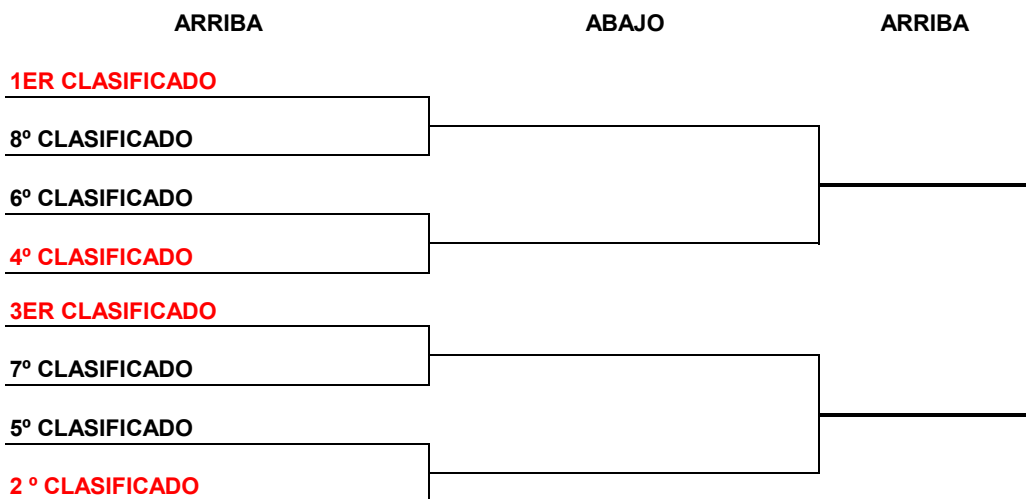 ARRIBA ABAJO ARRIBA
1ER CLASIFICADO
8º CLASIFICADO
6º CLASIFICADO
4º CLASIFICADO
3ER CLASIFICADO
7º CLASIFICADO
5º CLASIFICADO
2 º CLASIFICADO